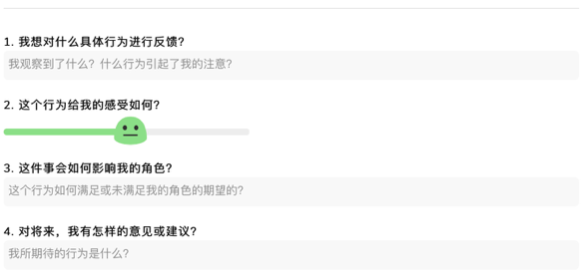 1. 我想对什么具体行为进行反馈?
我观察到了什么? 什么行为引起了我的注意?
2. 这个行为给我的感受如何?
3. 这件事会如何影响我的角色?
这个行为如何满足或未满足我的角色的期望的?
4. 对将来，我有怎样的意见或建议?
我所期待的行为是什么?